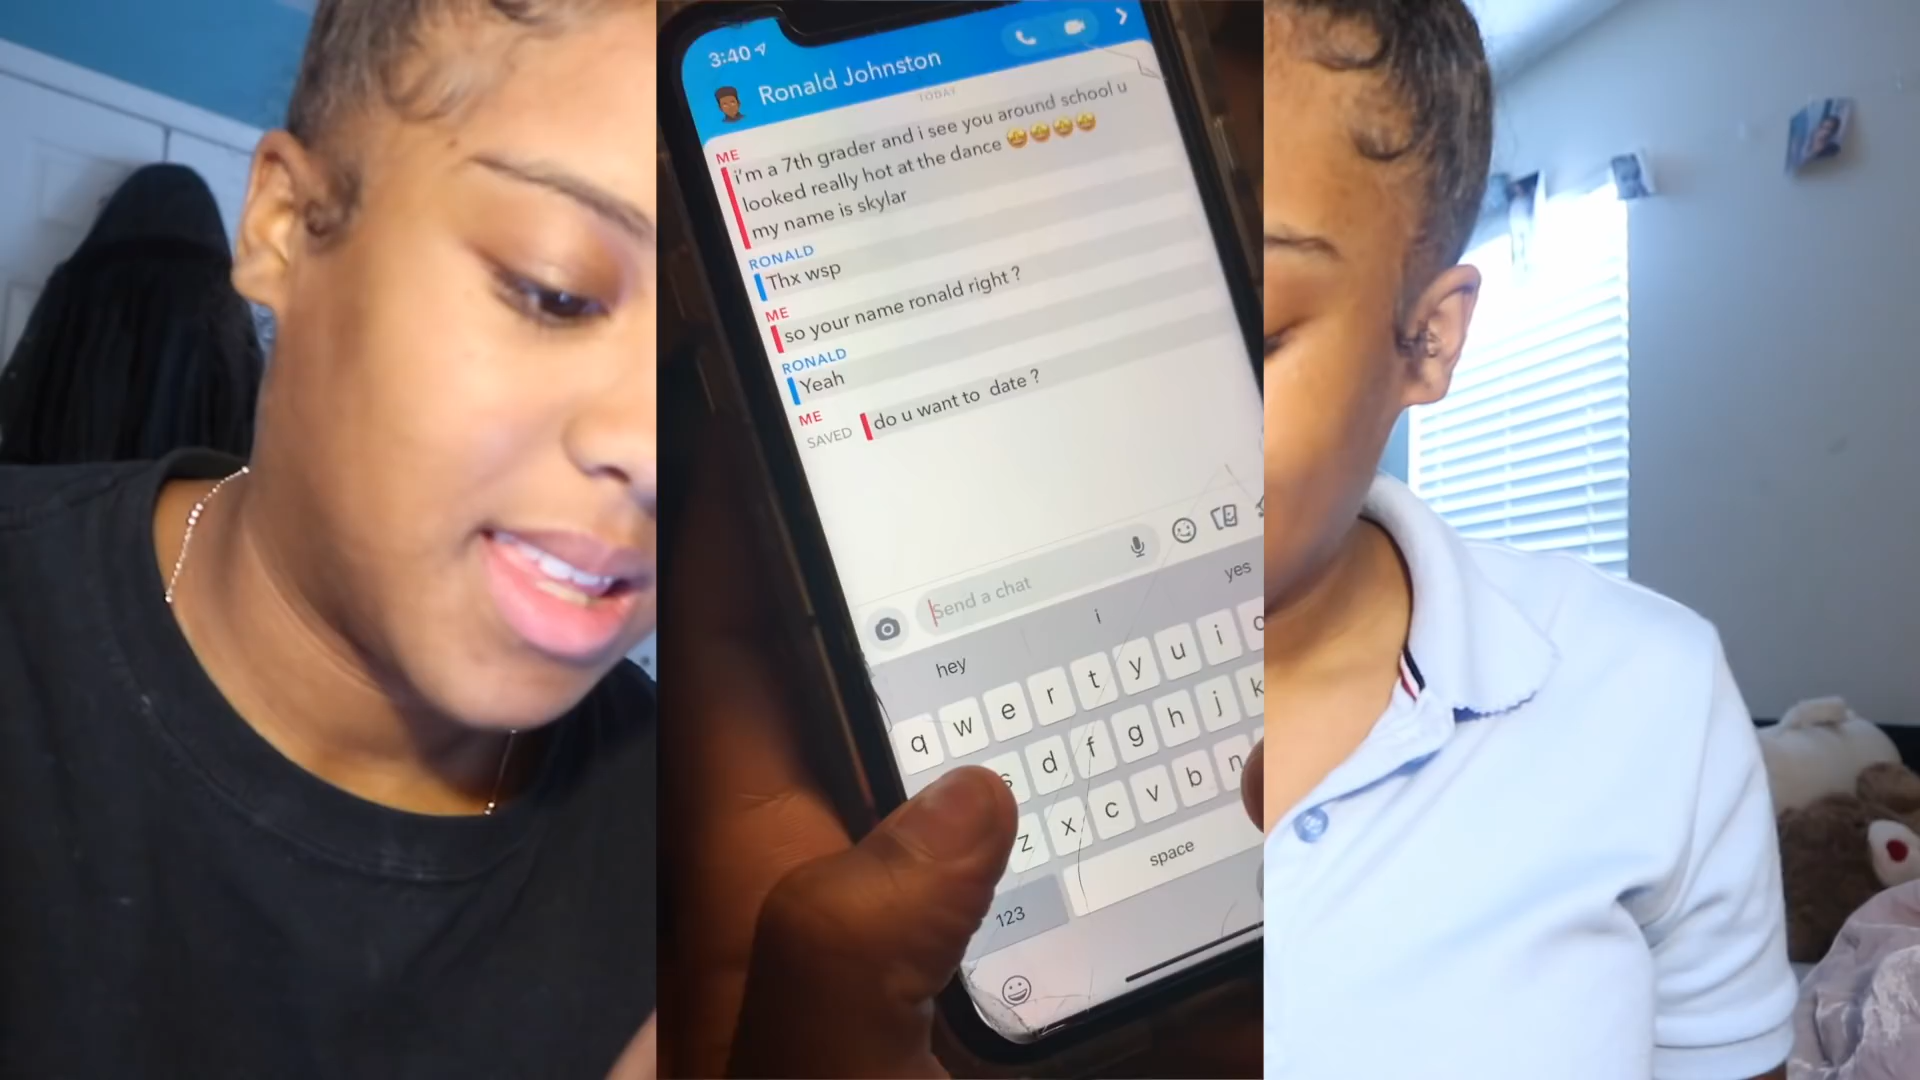 3:40
Ronald Johnston
TODAY
ME
i'm a 7th grader and i see you around school u
looked really hot at the dance 🤩🤩🤩🤩
my name is skylar
RONALD
Thx wsp
ME
so your name ronald right ?
RONALD
Yeah
ME
SAVED do u want to date ?
Send a chat
hey i yes
q w e r t y u i o
s d f g h j k
z x c v b n
123 space